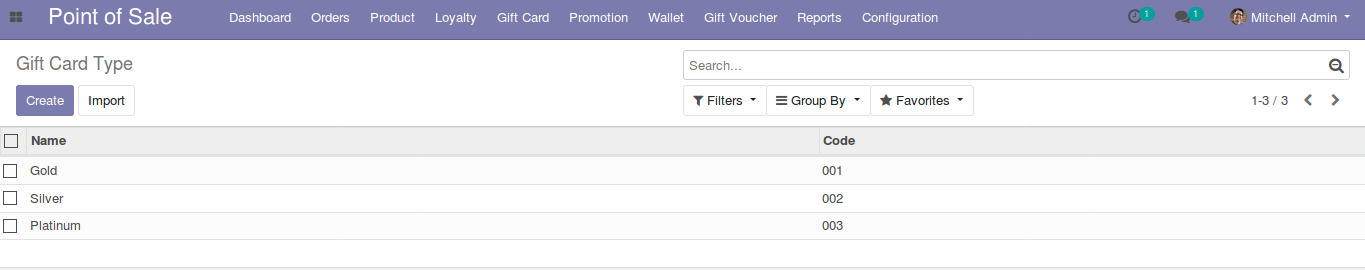 Point of Sale Dashboard Orders Product Loyalty Gift Card Promotion Wallet Gift Voucher Reports Configuration 1 1 Mitchell Admin
Gift Card Type Search...
Create Import Filters Group By Favorites 1-3 / 3
Name Code
Gold 001
Silver 002
Platinum 003